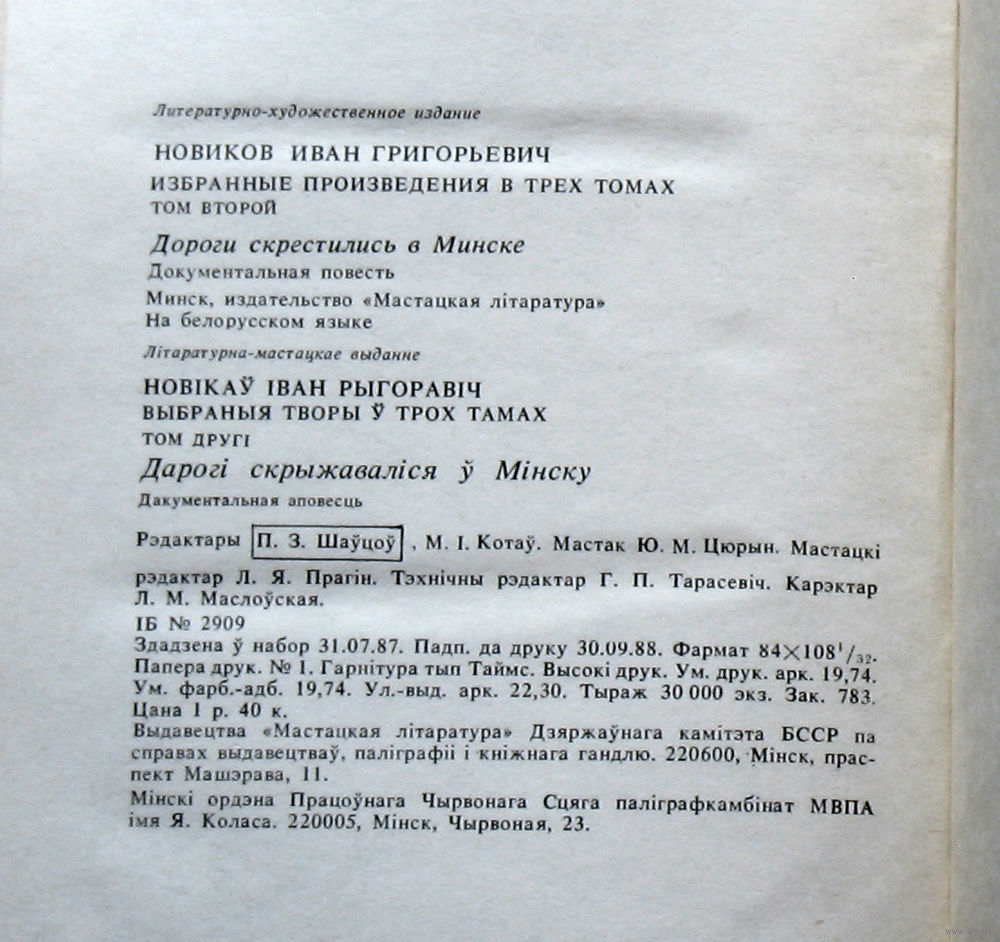 Литературно-художественное издание
НОВИКОВ ИВАН ГРИГОРЬЕВИЧ
ИЗБРАННЫЕ ПРОИЗВЕДЕНИЯ В ТРЕХ ТОМАХ
ТОМ ВТОРОЙ
Дороги скрестились в Минске
Документальная повесть
Минск, издательство «Мастацкая літаратура»
На белорусском языке
Літаратурна-мастацкае выданне
НОВІКАЎ ІВАН РЫГОРАВІЧ
ВЫБРАНЫЯ ТВОРЫ Ў ТРОХ ТАМАХ
ТОМ ДРУГІ
Дарогі скрыжаваліся ў Мінску
Дакументальная аповесць
Рэдактары П. З. Шаўцоў, М. І. Котаў. Мастак Ю. М. Цюрын. Мастацкі
рэдактар Л. Я. Прагін. Тэхнічны рэдактар Г. П. Тарасевіч. Карэктар
Л. М. Маслоўская.
ІБ № 2909
Здадзена ў набор 31.07.87. Падп. да друку 30.09.88. Фармат 84×108¹/₃₂.
Папера друк. № 1. Гарнітура тып Таймс. Высокі друк. Ум. друк. арк. 19,74.
Ум. фарб.-адб. 19,74. Ул.-выд. арк. 22,30. Тыраж 30 000 экз. Зак. 783.
Цана 1 р. 40 к.
Выдавецтва «Мастацкая літаратура» Дзяржаўнага камітэта БССР па
справах выдавецтваў, паліграфіі і кніжнага гандлю. 220600, Мінск, прас-
пект Машэрава, 11.
Мінскі ордэна Працоўнага Чырвонага Сцяга паліграфкамбінат МВПА
імя Я. Коласа. 220005, Мінск, Чырвоная, 23.